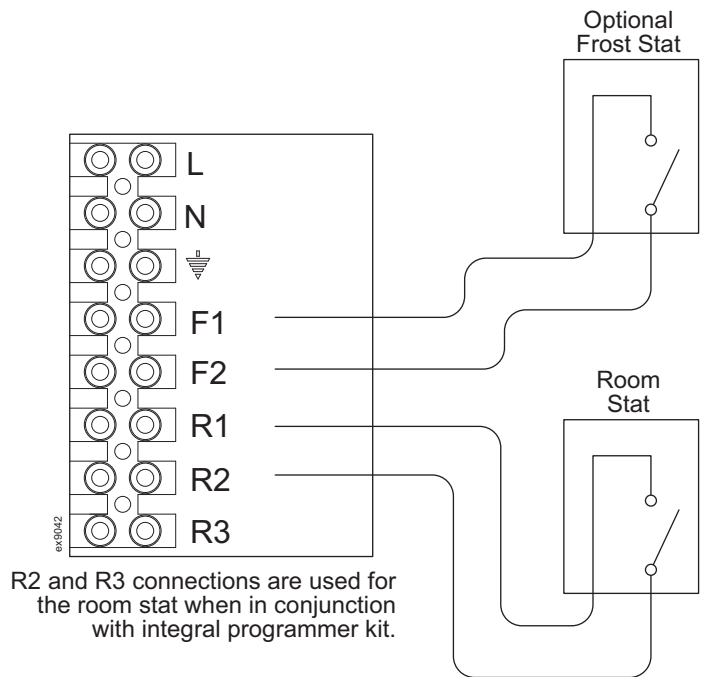 Optional
Frost Stat
L
N
F1
F2
R1
R2
R3
Room
Stat
ex9042
R2 and R3 connections are used for
the room stat when in conjunction
with integral programmer kit.